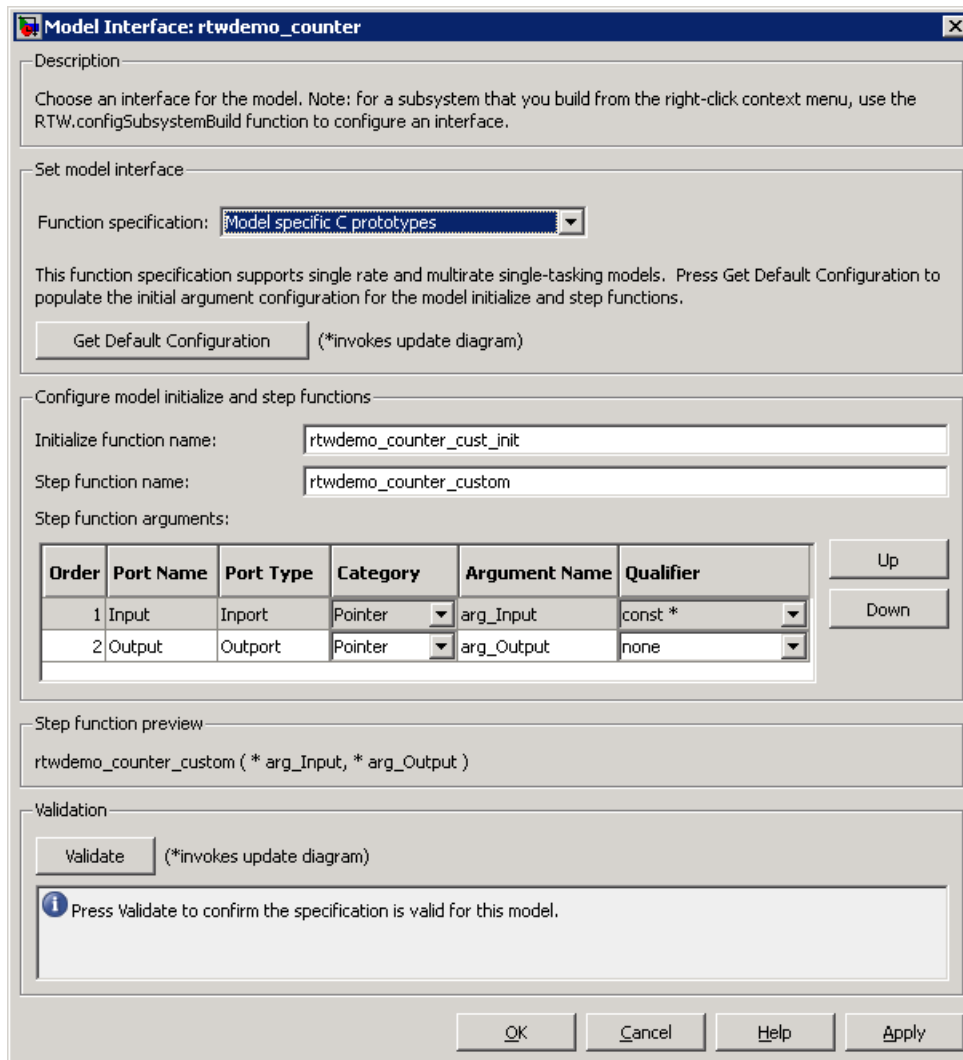 Model Interface: rtwdemo_counter
Description
Choose an interface for the model. Note: for a subsystem that you build from the right-click context menu, use the
RTW.configSubsystemBuild function to configure an interface.
Set model interface
Function specification: Model specific C prototypes
This function specification supports single rate and multirate single-tasking models. Press Get Default Configuration to
populate the initial argument configuration for the model initialize and step functions.
Get Default Configuration (*invokes update diagram)
Configure model initialize and step functions
Initialize function name: rtwdemo_counter_cust_init
Step function name: rtwdemo_counter_custom
Step function arguments:
Order Port Name Port Type Category Argument Name Qualifier
1 Input Inport Pointer arg_Input const *
2 Output Outport Pointer arg_Output none
Up
Down
Step function preview
rtwdemo_counter_custom ( * arg_Input, * arg_Output )
Validation
Validate (*invokes update diagram)
Press Validate to confirm the specification is valid for this model.
OK Cancel Help Apply